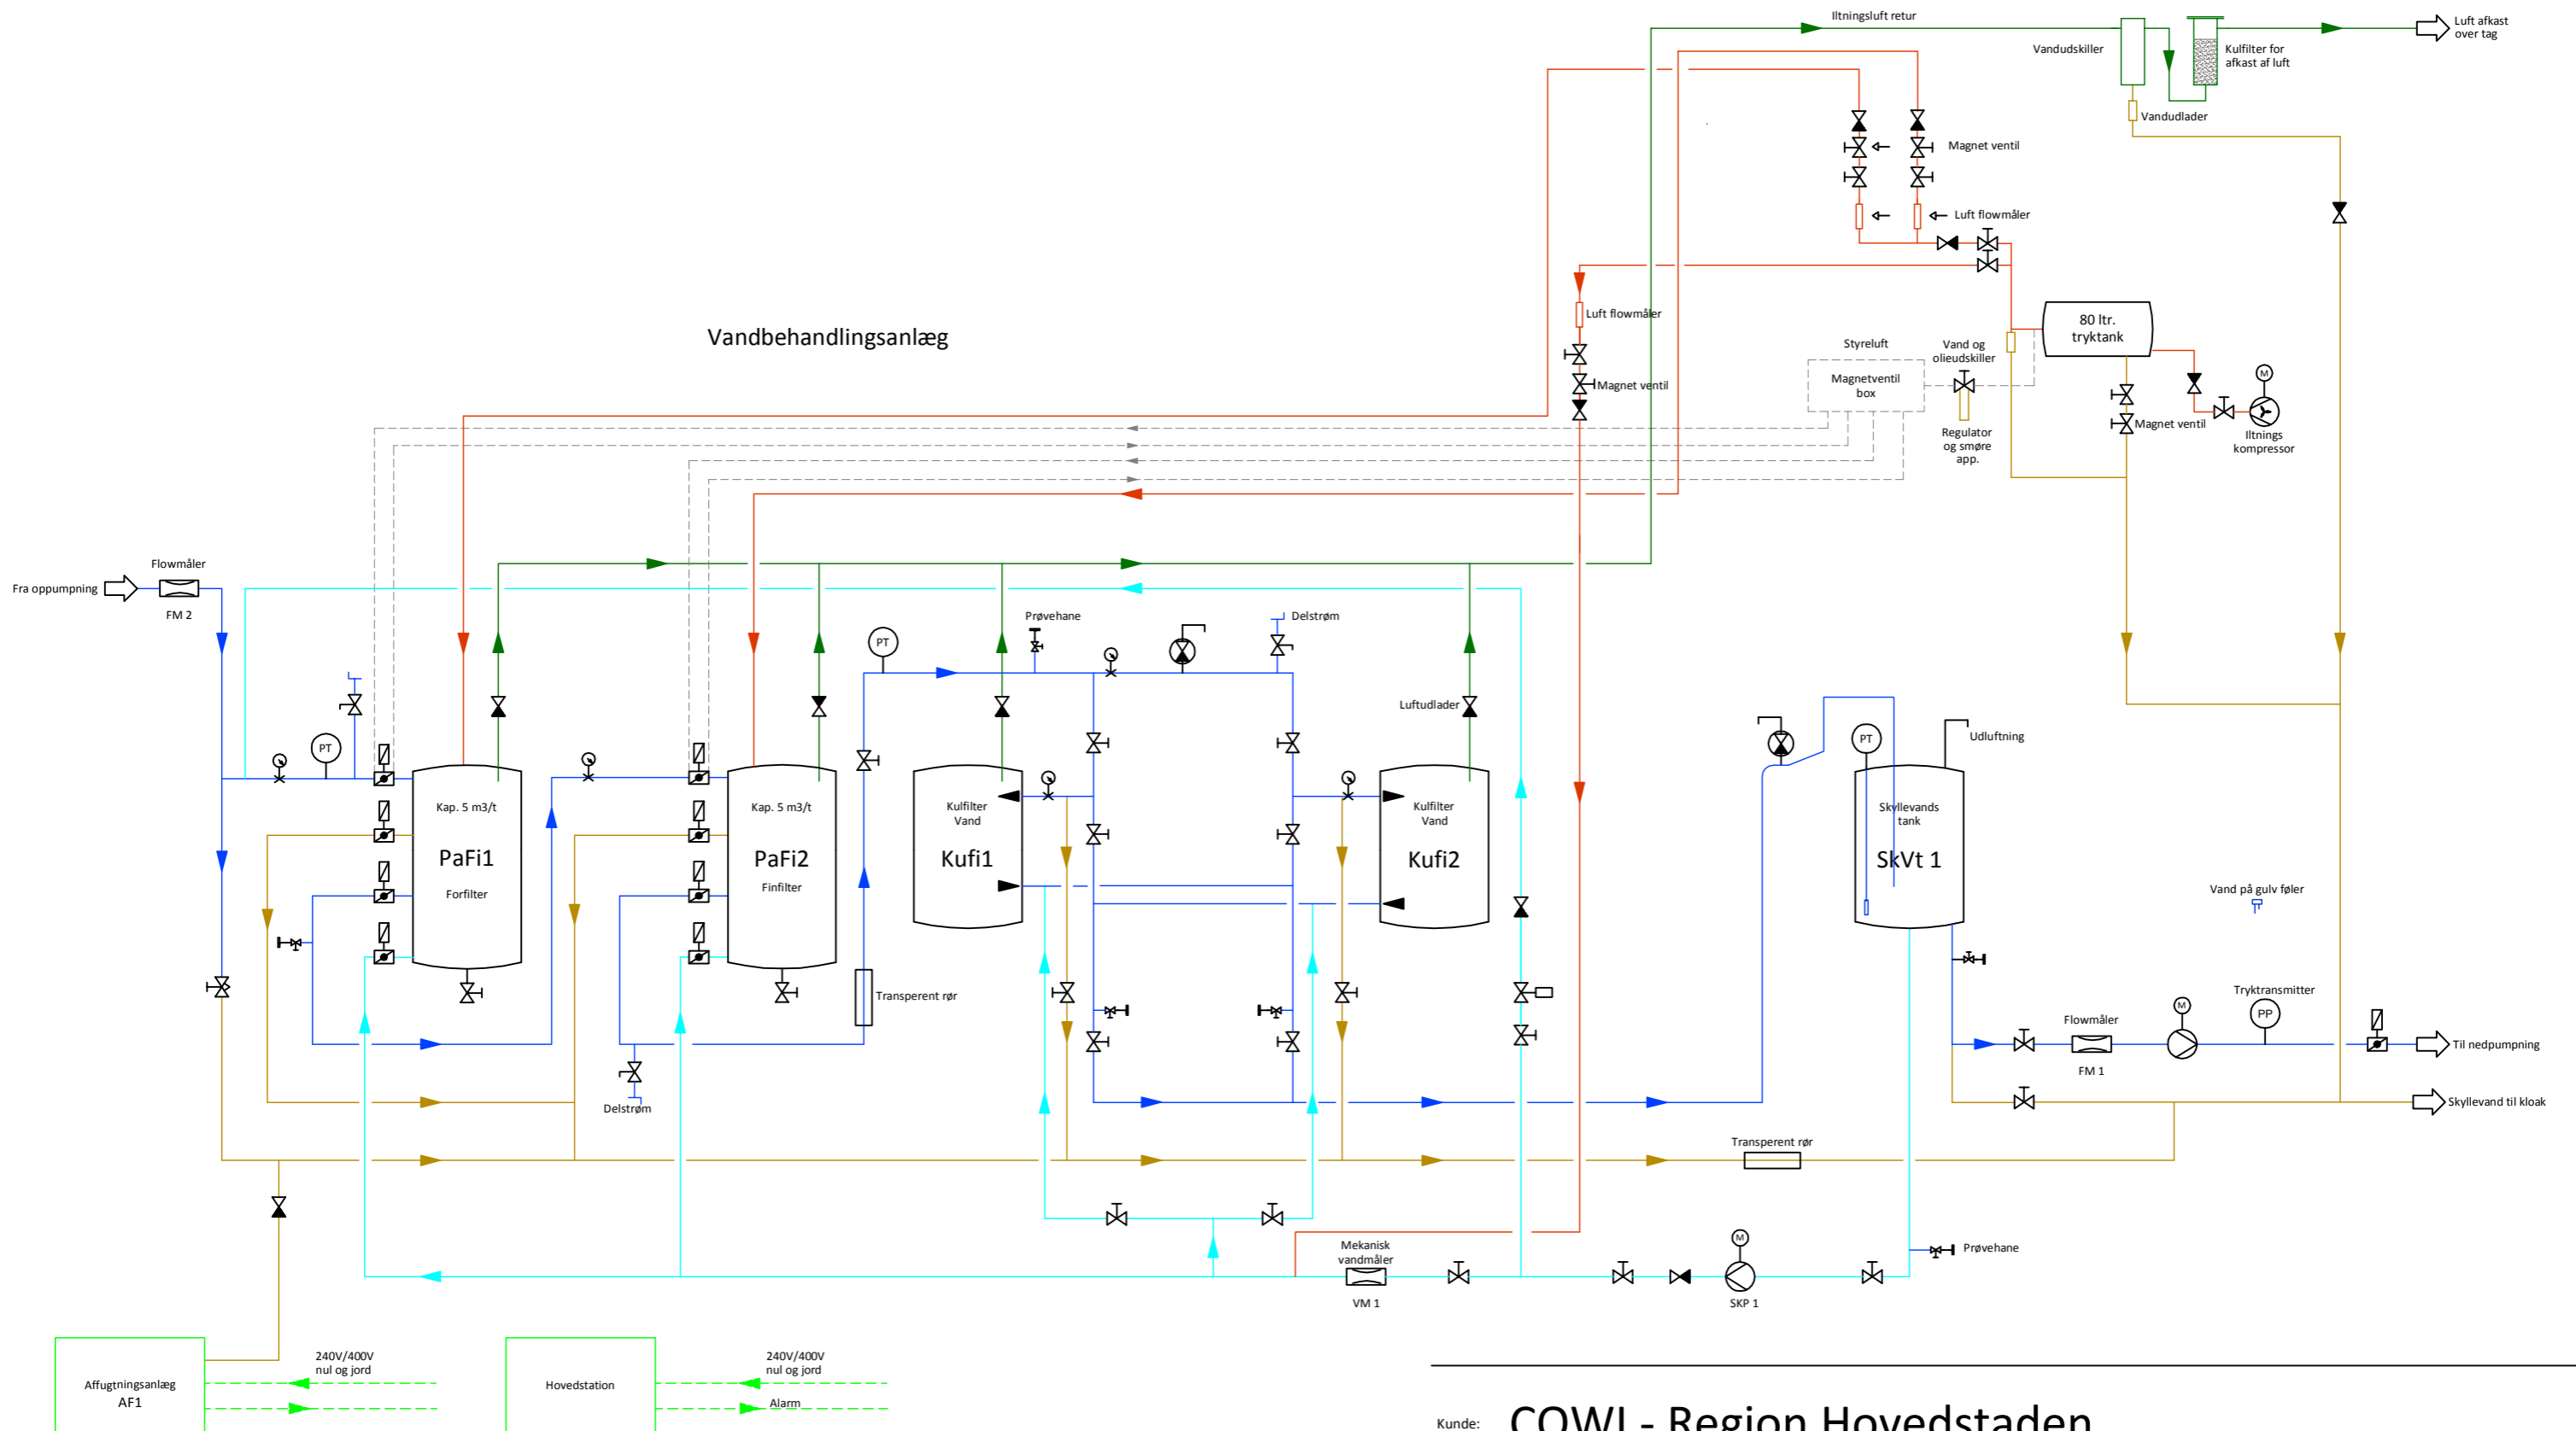 Iltningsluft retur
Luft afkast
over tag
Vandudskiller
Kulfilter for
afkast af luft
Vandudlader
Magnet ventil
Luft flowmåler
Luft flowmåler
Vandbehandlingsanlæg
80 ltr.
tryktank
Styreluft
Vand og
olieudskiller
Magnetventil
box
Magnet ventil
M
Magnet ventil
Regulator
og smøre
app.
Iltnings
kompressor
Flowmåler
Fra oppumpning
FM 2
Prøvehane
Delstrøm
PT
Luftudlader
PT
PT
Udluftning
Kap. 5 m3/t
Kap. 5 m3/t
Kulfilter
Vand
Kulfilter
Vand
Skyllevands
tank
PaFi1
PaFi2
Kufi1
Kufi2
SkVt 1
Forfilter
Finfilter
Vand på gulv føler
Transperent rør
Tryktransmitter
M
PP
Flowmåler
FM 1
Til nedpumpning
Delstrøm
Skyllevand til kloak
Transperent rør
Mekanisk
vandmåler
M
Prøvehane
VM 1
SKP 1
240V/400V
nul og jord
240V/400V
nul og jord
Affugtningsanlæg
AF1
Hovedstation
Alarm
Kunde: COWI - Region Hovedstaden